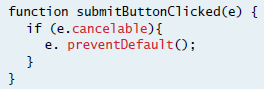 function submitButtonClicked(e) {
if (e.cancelable){
e. preventDefault();
}
}